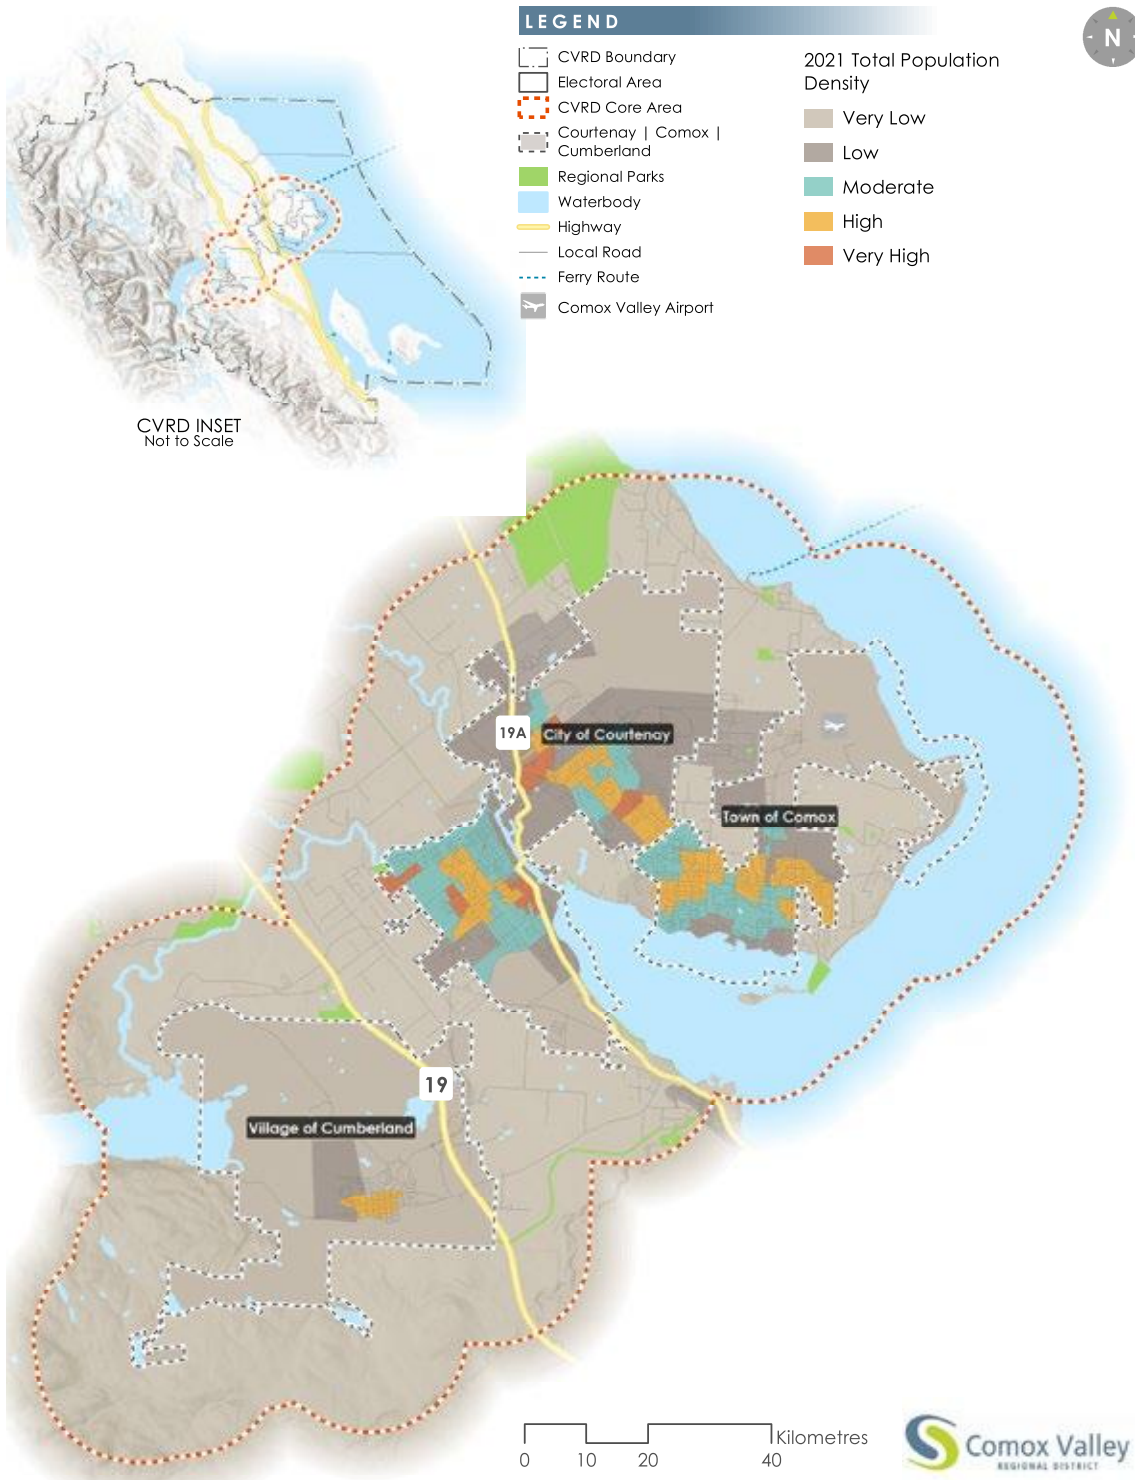 LEGEND
CVRD Boundary
Electoral Area
CVRD Core Area
Courtenay | Comox |
Cumberland
Regional Parks
Waterbody
Highway
Local Road
Ferry Route
Comox Valley Airport
2021 Total Population
Density
Very Low
Low
Moderate
High
Very High
N
CVRD INSET
Not to Scale
19A
City of Courtenay
Town of Comox
19
Village of Cumberland
Kilometres
0 10 20 40
Comox Valley
REGIONAL DISTRICT